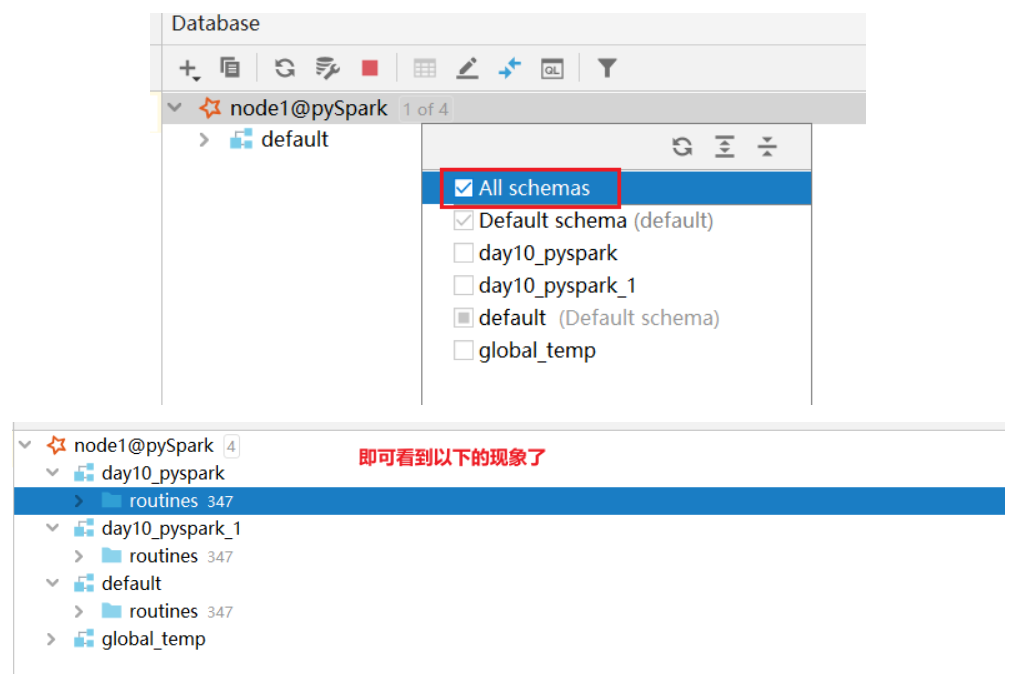 Database
QL
node1@pySpark 1 of 4
default
All schemas
Default schema (default)
day10_pyspark
day10_pyspark_1
default (Default schema)
global_temp
node1@pySpark 4
即可看到以下的现象了
day10_pyspark
routines 347
day10_pyspark_1
routines 347
default
routines 347
global_temp